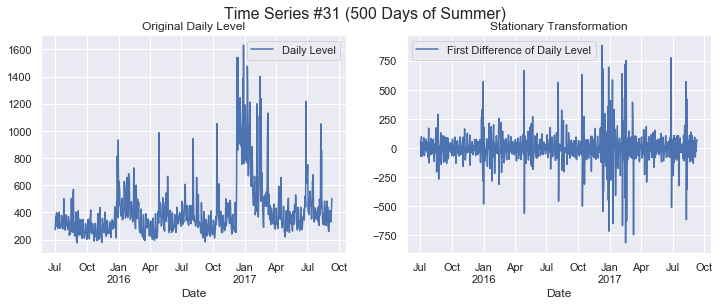 Time Series #31 (500 Days of Summer)
Original Daily Level
Daily Level
1600
1400
1200
1000
800
600
400
200
Jul Oct Jan Apr Jul Oct Jan Apr Jul Oct
2016 2017
Date
Stationary Transformation
First Difference of Daily Level
750
500
250
0
−250
−500
−750
Jul Oct Jan Apr Jul Oct Jan Apr Jul Oct
2016 2017
Date